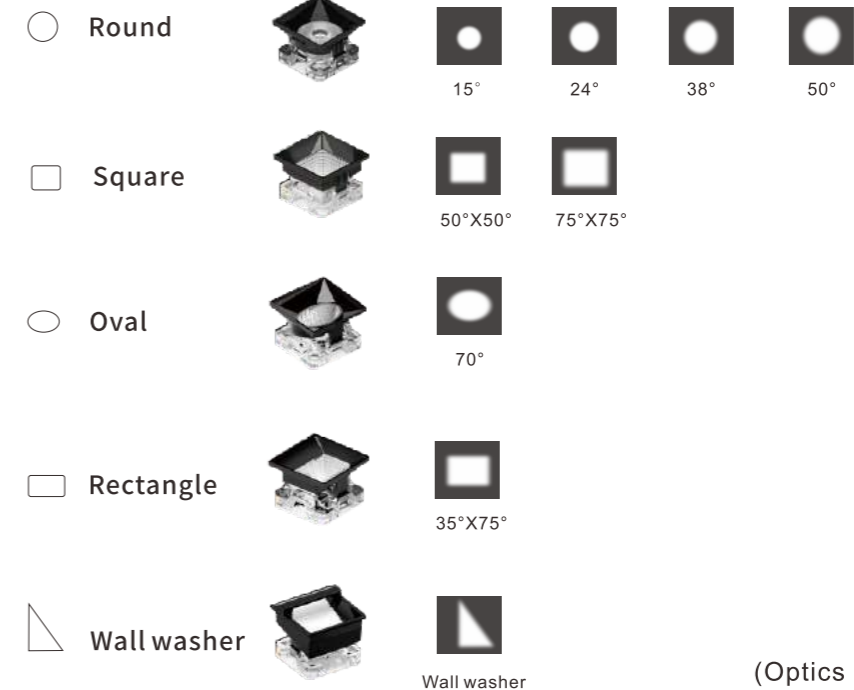 Round
15° 24° 38° 50°
Square
50°X50° 75°X75°
Oval
70°
Rectangle
35°X75°
Wall washer
Wall washer
(Optics